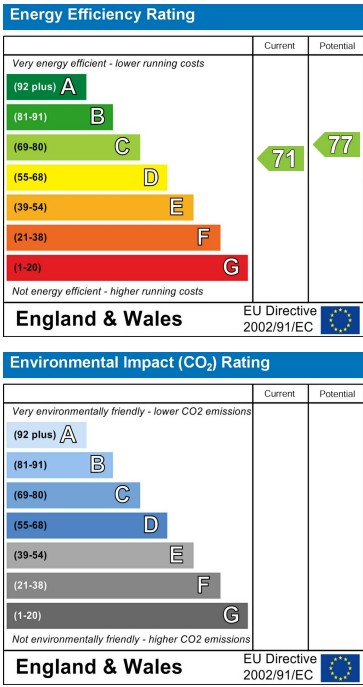 Energy Efficiency Rating
Current Potential
Very energy efficient - lower running costs
(92 plus) A
(81-91) B
(69-80) C
(55-68) D
(39-54) E
(21-38) F
(1-20) G
71
77
Not energy efficient - higher running costs
England & Wales
EU Directive
2002/91/EC
Environmental Impact (CO₂) Rating
Current Potential
Very environmentally friendly - lower CO2 emissions
(92 plus) A
(81-91) B
(69-80) C
(55-68) D
(39-54) E
(21-38) F
(1-20) G
Not environmentally friendly - higher CO2 emissions
England & Wales
EU Directive
2002/91/EC